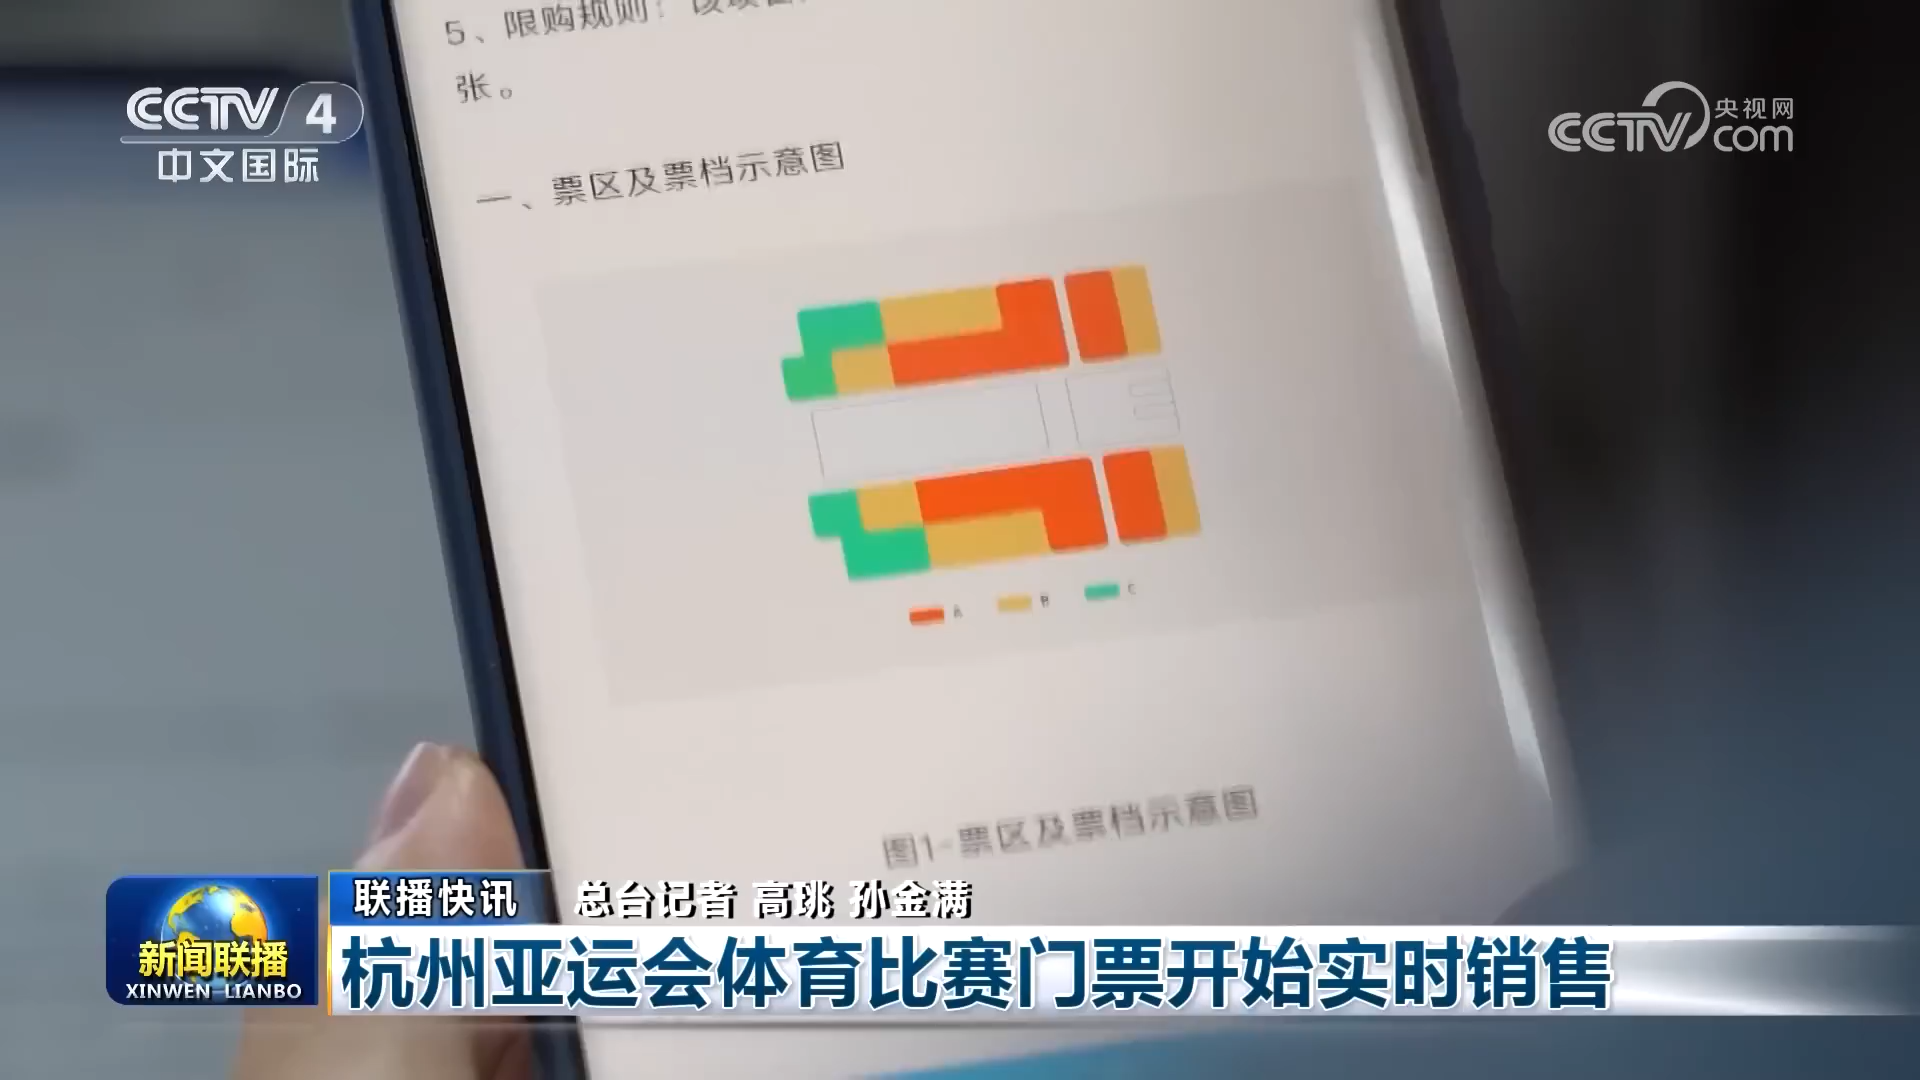 5、限购规则：该项目
张。
CCTV 4
中文国际
CCTV 央视网
com
一、票区及票档示意图
A B C
图1-票区及票档示意图
联播快讯 总台记者 高珧 孙金满
新闻联播
XINWEN LIANBO
杭州亚运会体育比赛门票开始实时销售